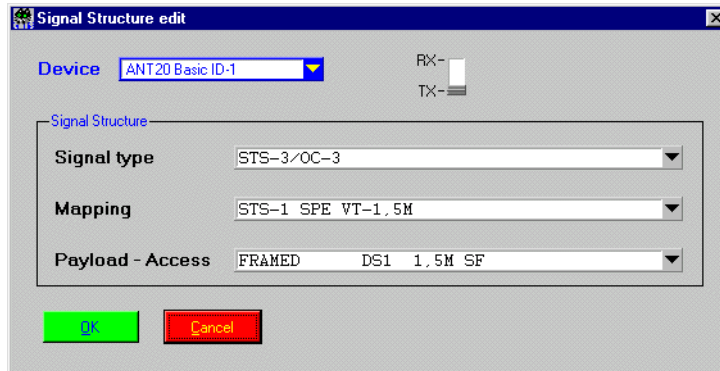 Signal Structure edit
Device ANT20 Basic ID-1
RX-
TX-
Signal Structure
Signal type STS-3/OC-3
Mapping STS-1 SPE VT-1,5M
Payload - Access FRAMED DS1 1,5M SF
OK Cancel